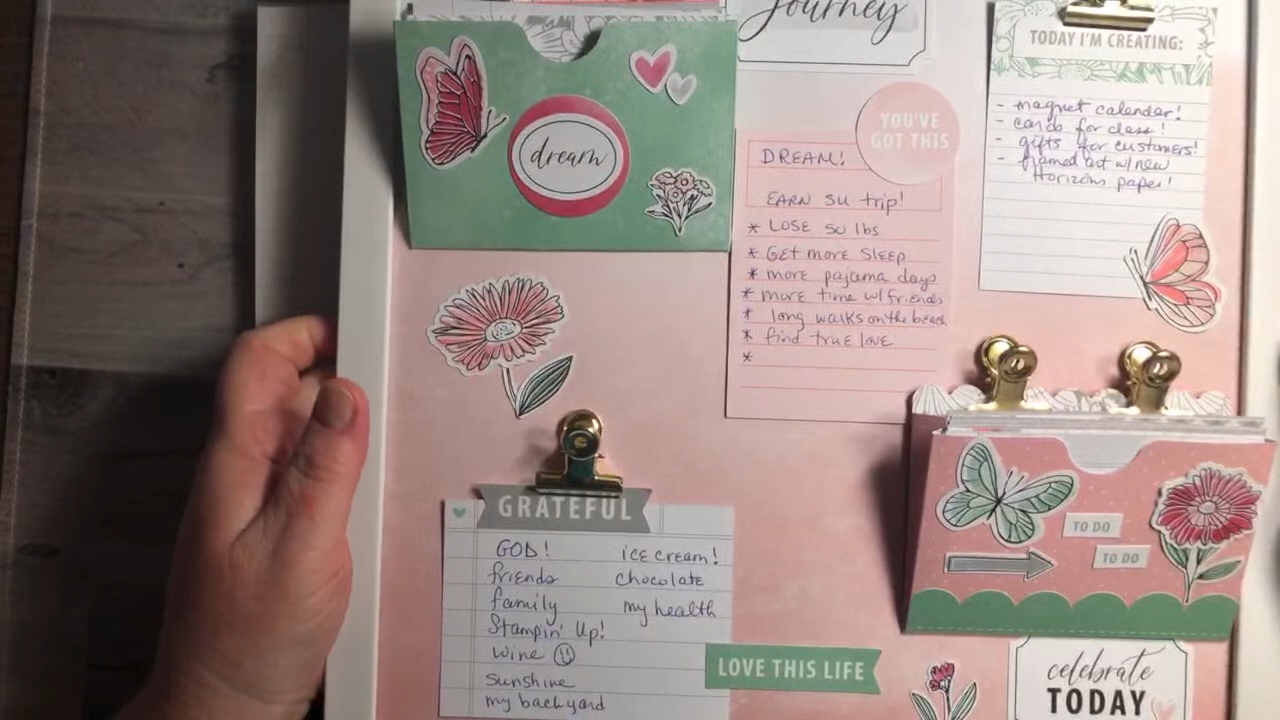 Journey
dream
YOU'VE
GOT THIS
DREAM!
EARN SU trip!
* LOSE 50 lbs
* GET more SLEEP
* more pajama days
* more time w/ friends
* long walks on the beach
* find true love
*
TODAY I'M CREATING:
- magnet calendar!
- cards for class!
- gifts for customers!
- framed art w/ new
Horizons paper!
GRATEFUL
GOD!
friends
family
Stampin' Up!
wine
sunshine
my backyard
ice cream!
chocolate
my health
TO DO
TO DO
LOVE THIS LIFE
celebrate
TODAY